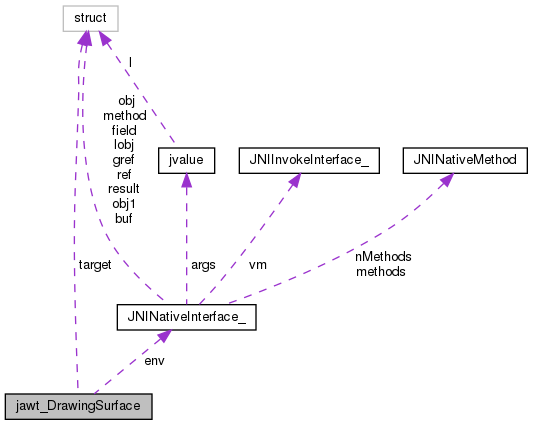 struct
l
obj
method
field
lobj
gref
ref
result
obj1
buf
jvalue
JNIInvokeInterface_
JNINativeMethod
target
args
vm
nMethods
methods
JNINativeInterface_
env
jawt_DrawingSurface